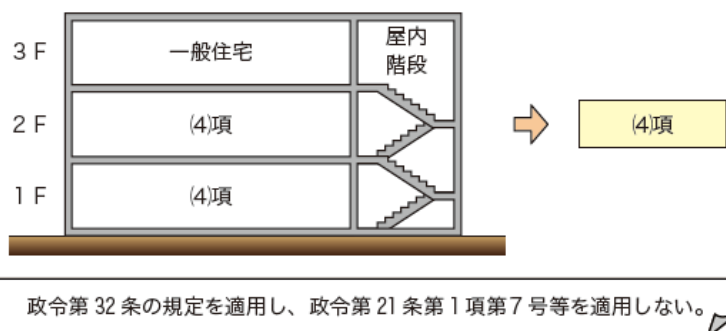 3 F
一般住宅
屋内
階段
2 F
⑷項
⑷項
1 F
⑷項
政令第 32 条の規定を適用し、政令第 21 条第 1 項第 7 号等を適用しない。